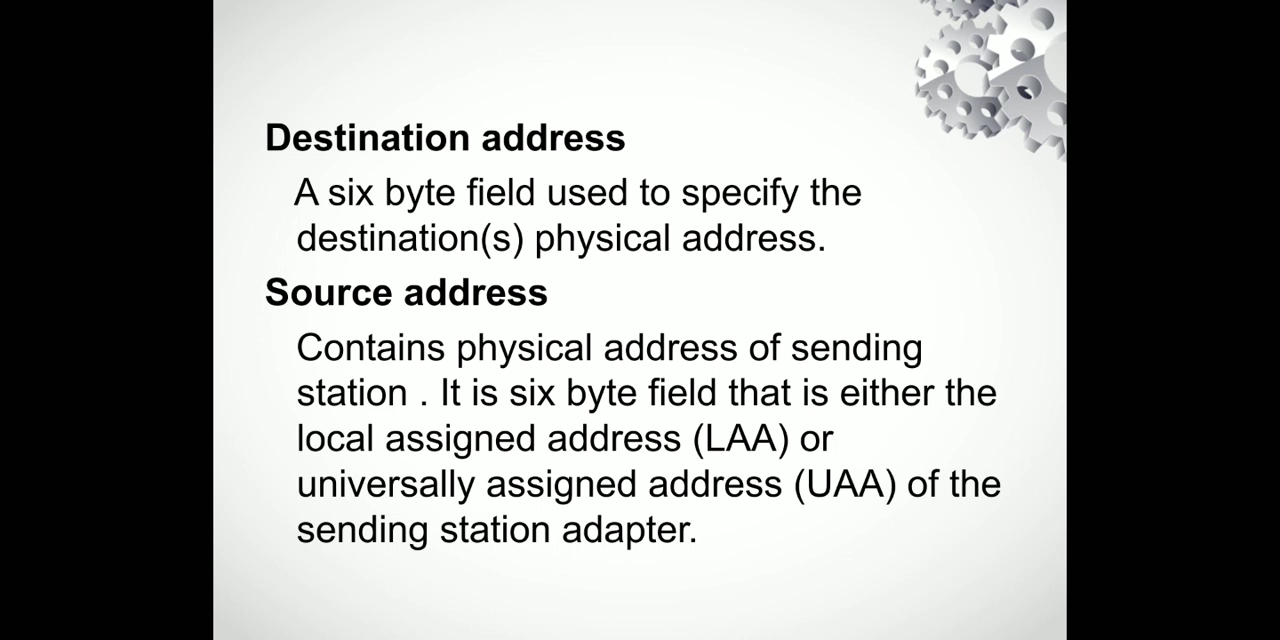 Destination address
A six byte field used to specify the
destination(s) physical address.
Source address
Contains physical address of sending
station . It is six byte field that is either the
local assigned address (LAA) or
universally assigned address (UAA) of the
sending station adapter.